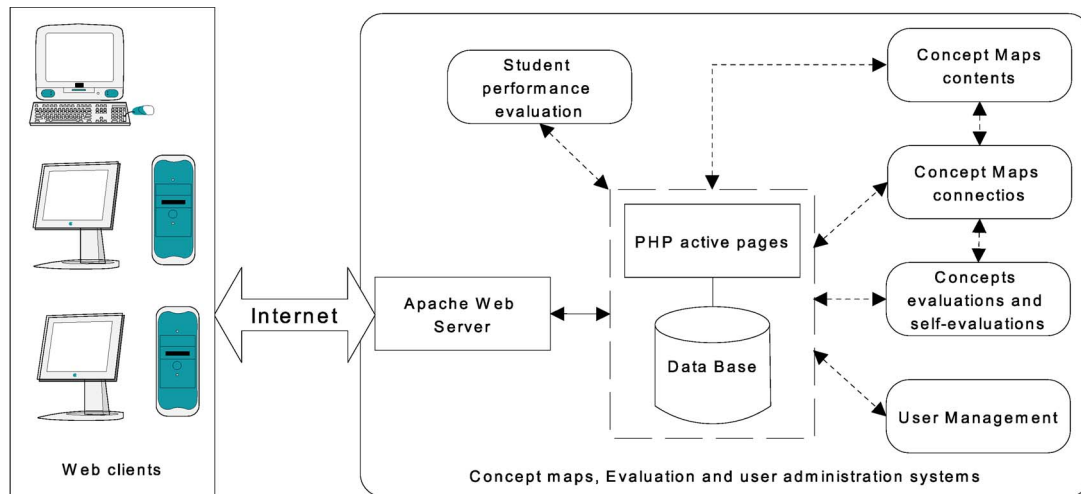 Web clients
Internet
Apache Web
Server
Student
performance
evaluation
PHP active pages
Data Base
Concept Maps
contents
Concept Maps
connectios
Concepts
evaluations and
self-evaluations
User Management
Concept maps, Evaluation and user administration systems